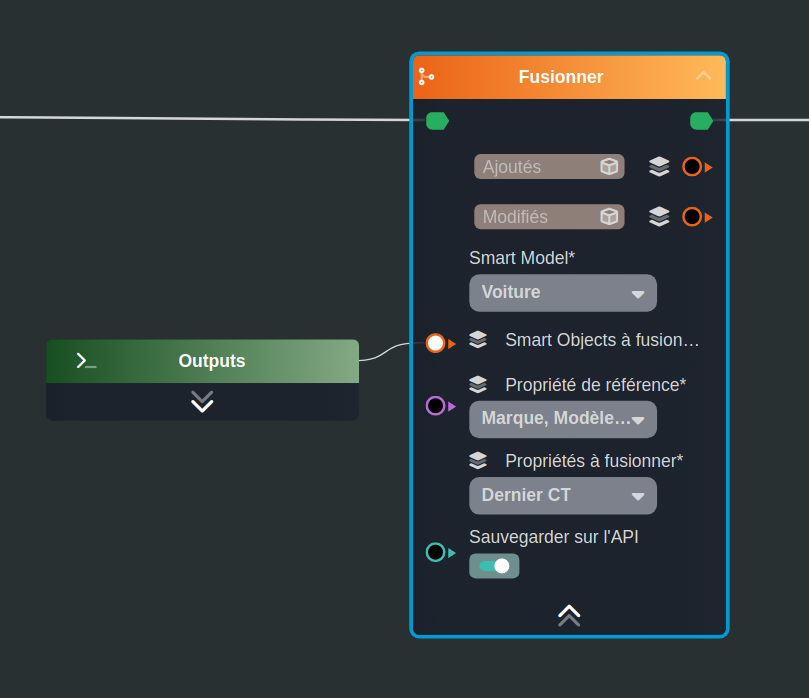 Fusionner
Ajoutés
Modifiés
Smart Model*
Voiture
Outputs
Smart Objects à fusion…
Propriété de référence*
Marque, Modèle…
Propriétés à fusionner*
Dernier CT
Sauvegarder sur l'API